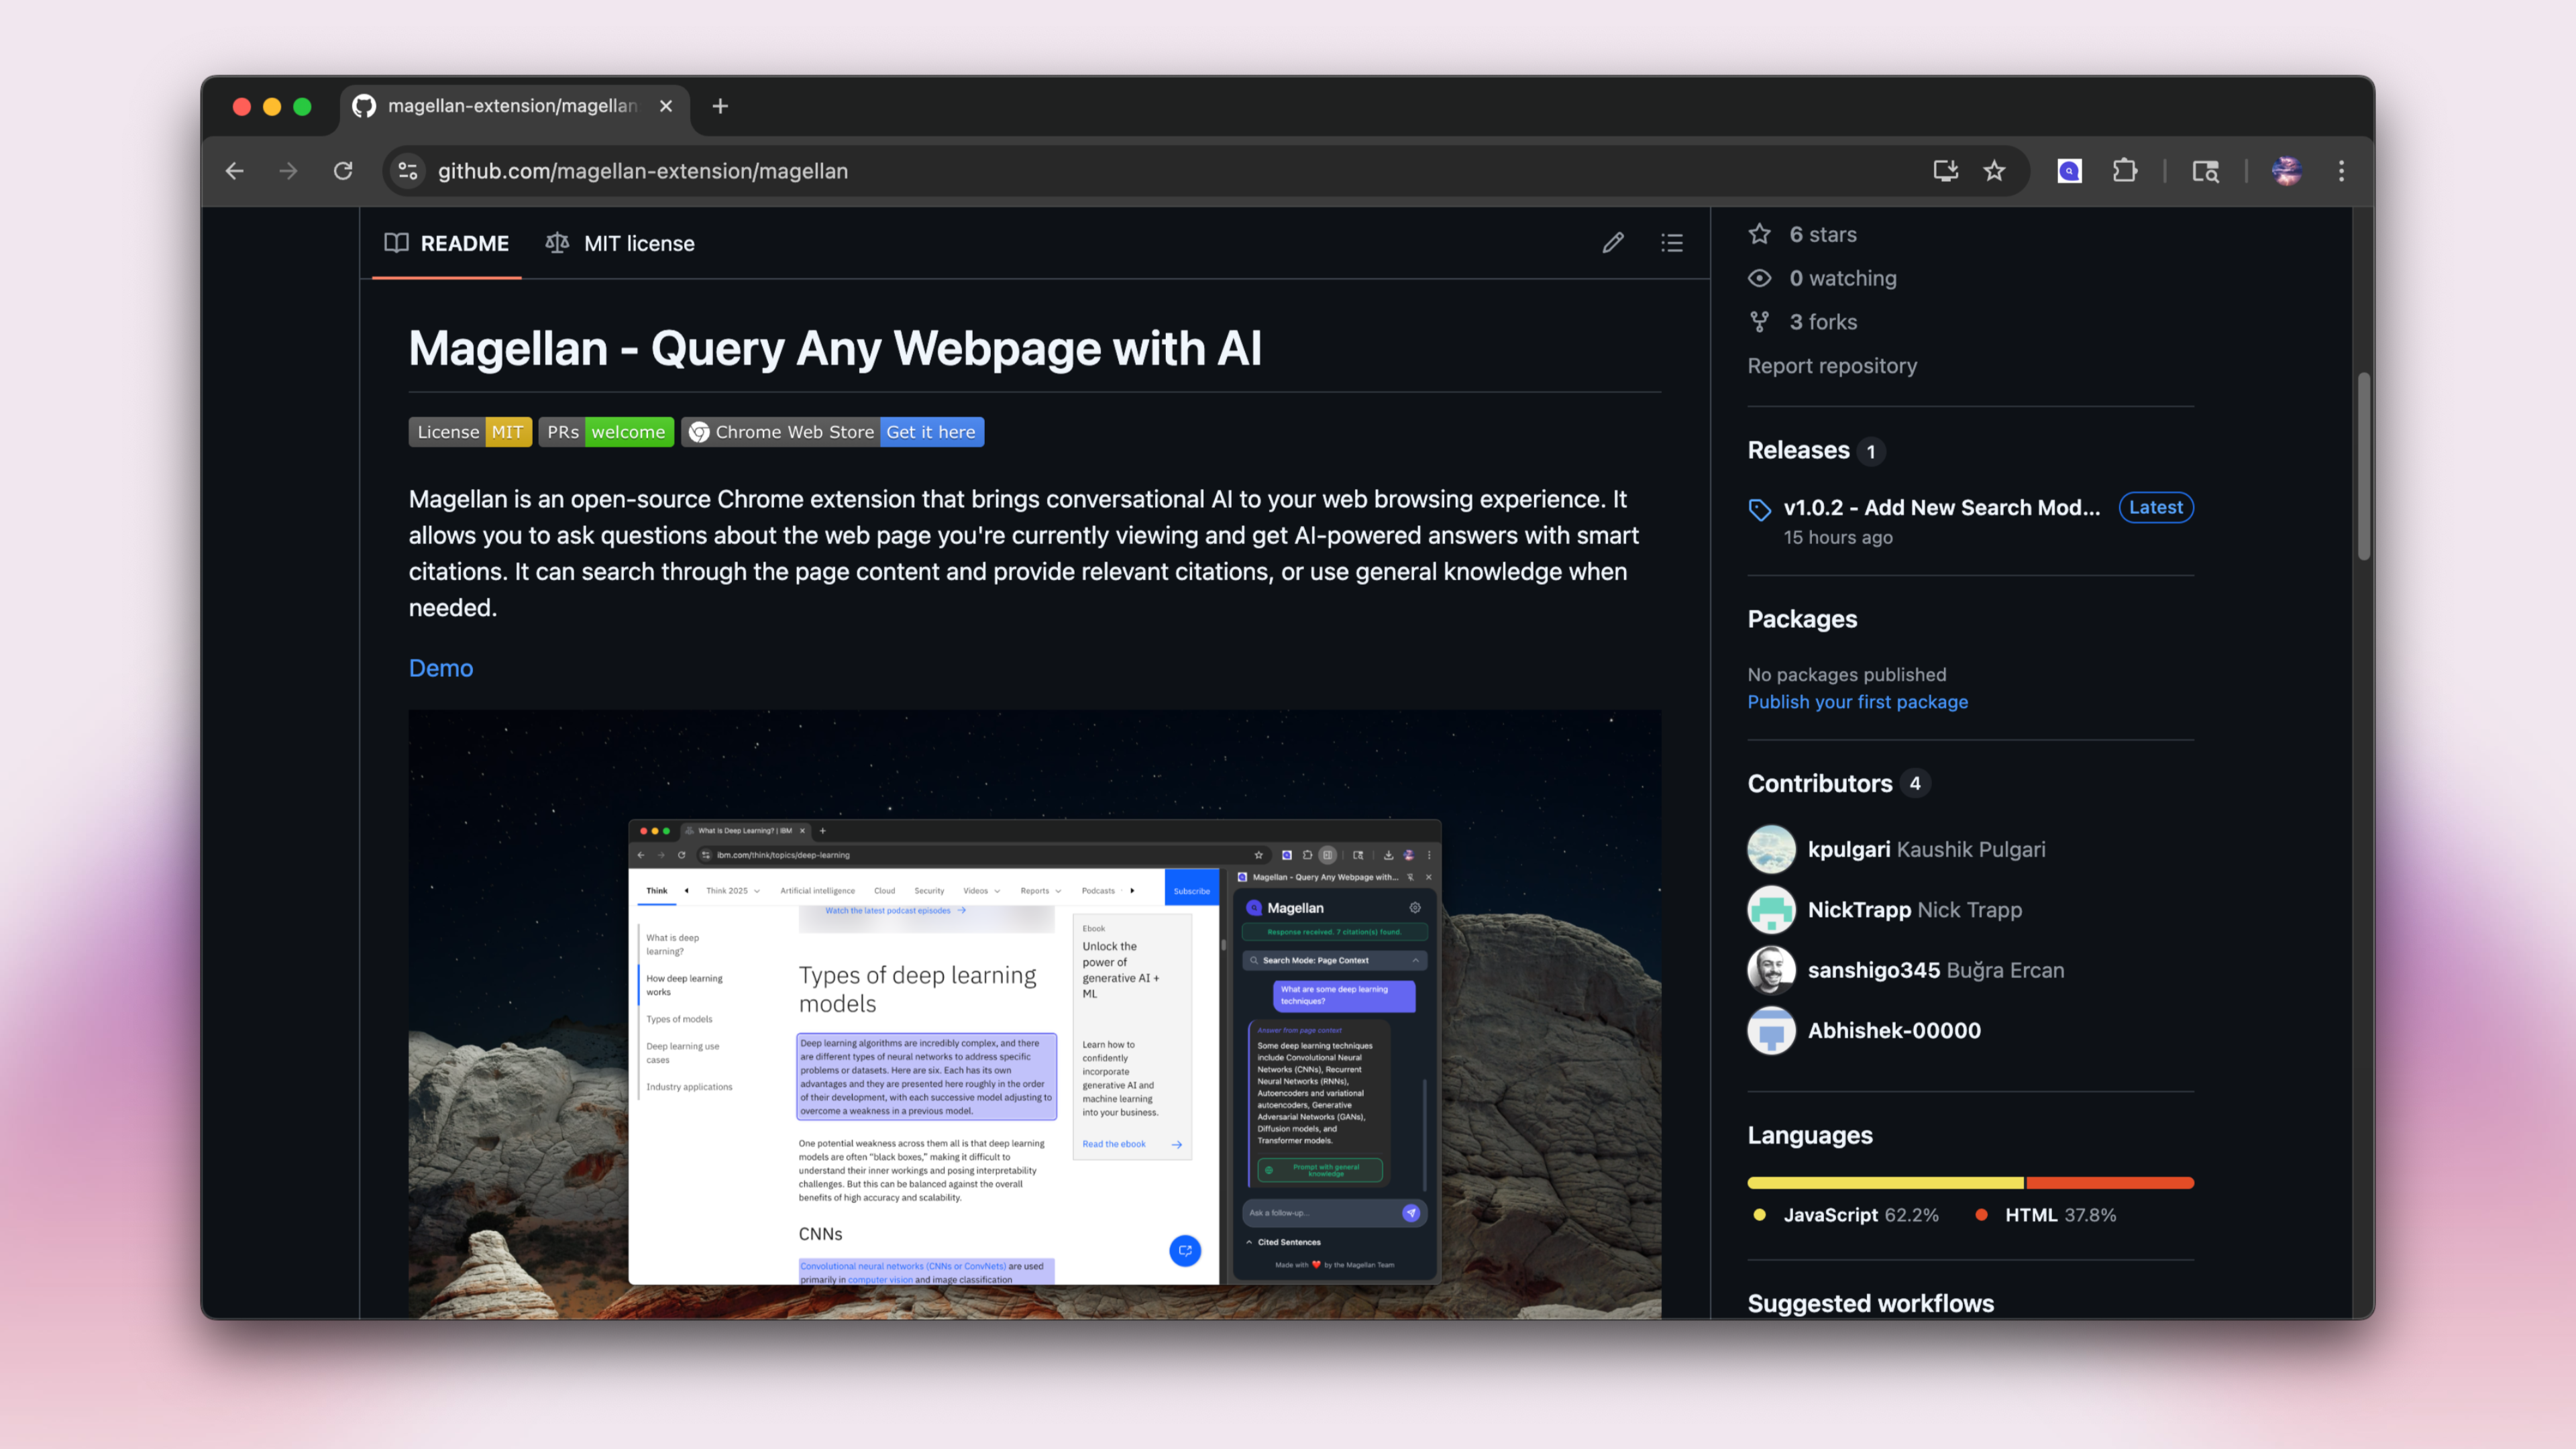 magellan-extension/magellan
github.com/magellan-extension/magellan
README
MIT license
Magellan - Query Any Webpage with AI
License MIT
PRs welcome
Chrome Web Store Get it here
Magellan is an open-source Chrome extension that brings conversational AI to your web browsing experience. It
allows you to ask questions about the web page you're currently viewing and get AI-powered answers with smart
citations. It can search through the page content and provide relevant citations, or use general knowledge when
needed.
Demo
What Is Deep Learning? | IBM
ibm.com/think/topics/deep-learning
Think
Think 2025
Artificial intelligence
Cloud
Security
Videos
Reports
Podcasts
Subscribe
Watch the latest podcast episodes
What is deep
learning?
How deep learning
works
Types of models
Deep learning use
cases
Industry applications
Types of deep learning
models
Deep learning algorithms are incredibly complex, and there
are different types of neural networks to address specific
problems or datasets. Here are six. Each has its own
advantages and they are presented here roughly in the order
of their development, with each successive model adjusting to
overcome a weakness in a previous model.
One potential weakness across them all is that deep learning
models are often "black boxes," making it difficult to
understand their inner workings and posing interpretability
challenges. But this can be balanced against the overall
benefits of high accuracy and scalability.
CNNs
Convolutional neural networks (CNNs or ConvNets) are used
primarily in computer vision and image classification
Ebook
Unlock the
power of
generative AI +
ML
Learn how to
confidently
incorporate
generative AI and
machine learning
into your business.
Read the ebook
Magellan - Query Any Webpage with...
Magellan
Response received. 7 citation(s) found.
Search Mode: Page Context
What are some deep learning
techniques?
Answer from page context
Some deep learning techniques
include Convolutional Neural
Networks (CNNs), Recurrent
Neural Networks (RNNs),
Autoencoders and variational
autoencoders, Generative
Adversarial Networks (GANs),
Diffusion models, and
Transformer models.
Prompt with general
knowledge
Ask a follow-up...
Cited Sentences
Made with ❤️ by the Magellan Team
6 stars
0 watching
3 forks
Report repository
Releases 1
v1.0.2 - Add New Search Mod...
Latest
15 hours ago
Packages
No packages published
Publish your first package
Contributors 4
kpulgari Kaushik Pulgari
NickTrapp Nick Trapp
sanshigo345 Buğra Ercan
Abhishek-00000
Languages
JavaScript 62.2%
HTML 37.8%
Suggested workflows